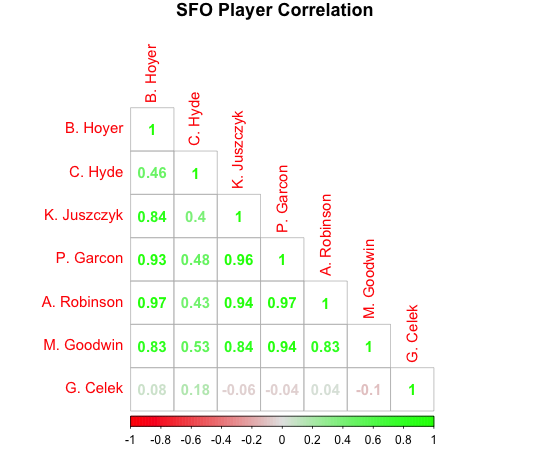 SFO Player Correlation
B. Hoyer
C. Hyde
K. Juszczyk
P. Garcon
A. Robinson
M. Goodwin
G. Celek
B. Hoyer 1
C. Hyde 0.46 1
K. Juszczyk 0.84 0.4 1
P. Garcon 0.93 0.48 0.96 1
A. Robinson 0.97 0.43 0.94 0.97 1
M. Goodwin 0.83 0.53 0.84 0.94 0.83 1
G. Celek 0.08 0.18 -0.06 -0.04 0.04 -0.1 1
-1 -0.8 -0.6 -0.4 -0.2 0 0.2 0.4 0.6 0.8 1